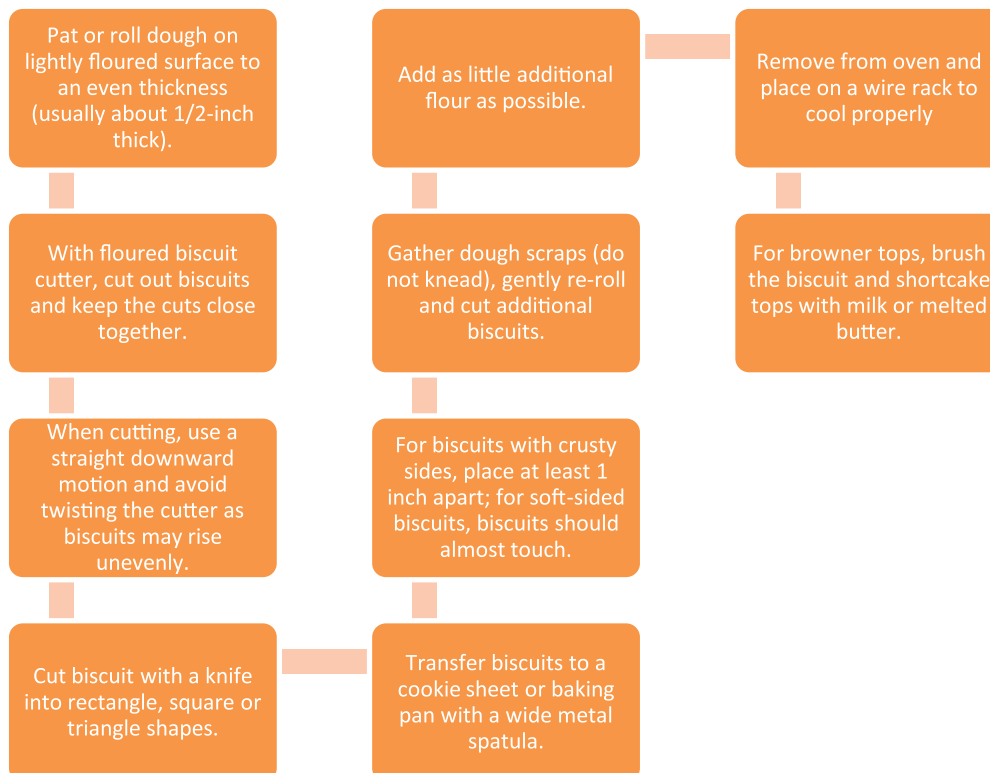 Pat or roll dough on
lightly floured surface to
an even thickness
(usually about 1/2-inch
thick).
With floured biscuit
cutter, cut out biscuits
and keep the cuts close
together.
When cutting, use a
straight downward
motion and avoid
twisting the cutter as
biscuits may rise
unevenly.
Cut biscuit with a knife
into rectangle, square or
triangle shapes.
Transfer biscuits to a
cookie sheet or baking
pan with a wide metal
spatula.
For biscuits with crusty
sides, place at least 1
inch apart; for soft-sided
biscuits, biscuits should
almost touch.
Gather dough scraps (do
not knead), gently re-roll
and cut additional
biscuits.
Add as little additional
flour as possible.
Remove from oven and
place on a wire rack to
cool properly
For browner tops, brush
the biscuit and shortcake
tops with milk or melted
butter.